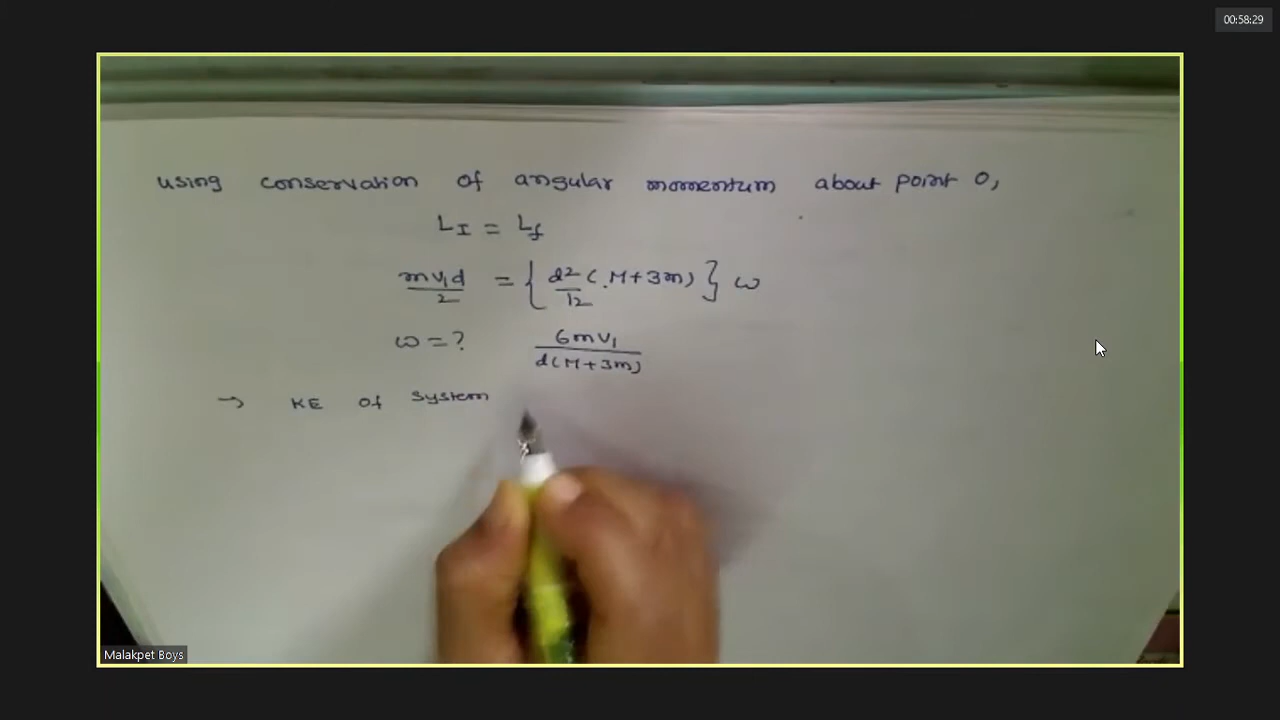 00:58:29
using conservation of angular momentum about point O,
L_I = L_f
mv₁d/2 = { d²/12 (M+3m) } ω
ω = ? 6mv₁/d(M+3m)
→ KE of system
Malakpet Boys